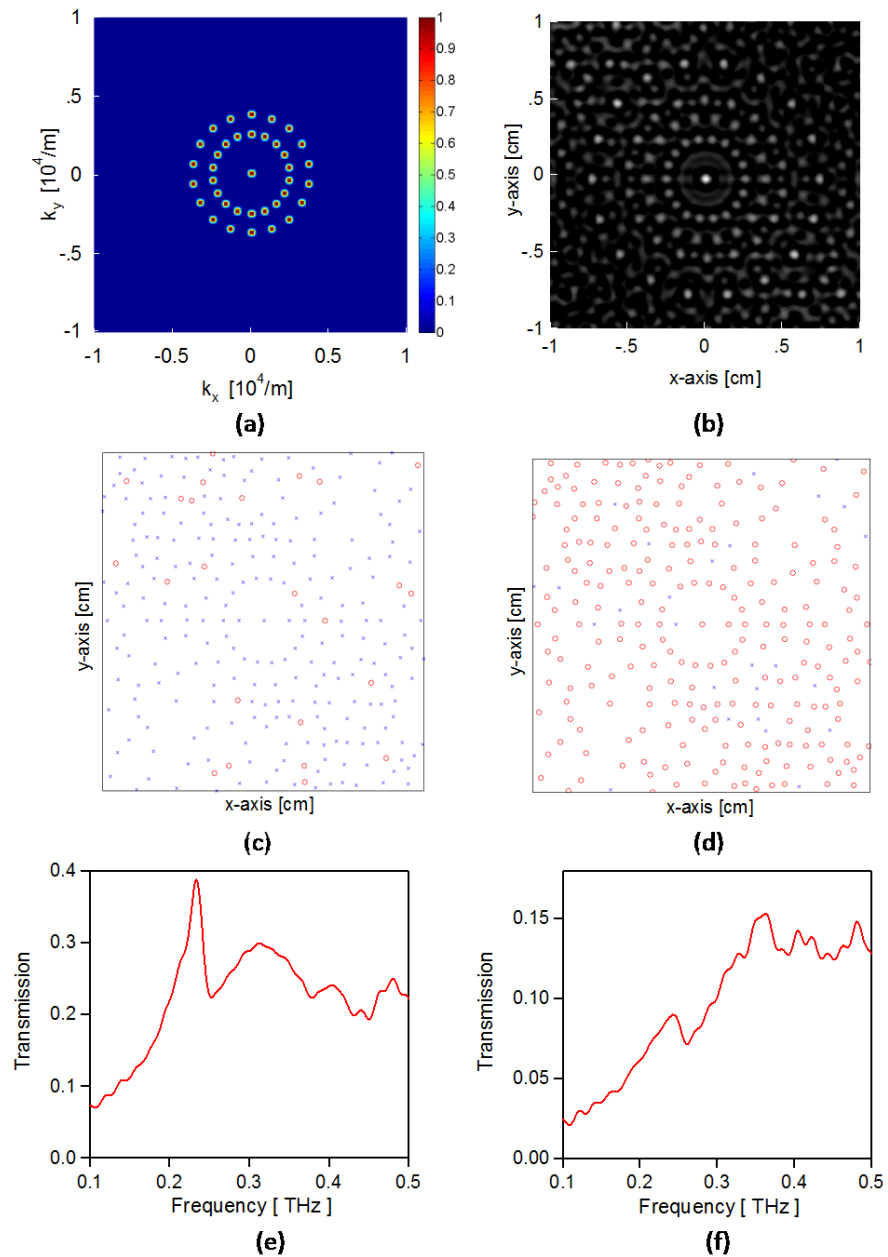 1
.5
0
-.5
-1
-1 -0.5 0 0.5 1
k_y [10^4/m]
k_x [10^4/m]
1
0.9
0.8
0.7
0.6
0.5
0.4
0.3
0.2
0.1
0
(a)
1
.5
0
-.5
-1
-1 -.5 0 .5 1
y-axis [cm]
x-axis [cm]
(b)
y-axis [cm]
x-axis [cm]
(c)
y-axis [cm]
x-axis [cm]
(d)
0.4
0.3
0.2
0.1
0.0
Transmission
0.1 0.2 0.3 0.4 0.5
Frequency [ THz ]
(e)
0.15
0.10
0.05
0.00
Transmission
0.1 0.2 0.3 0.4 0.5
Frequency [ THz ]
(f)